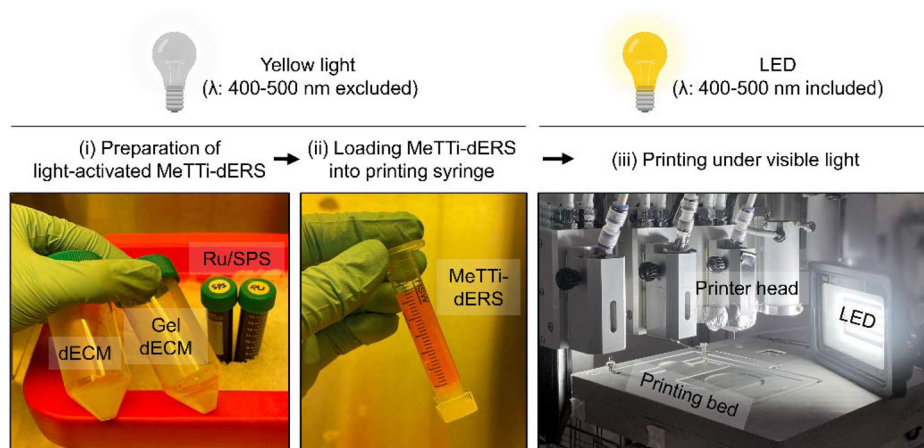 Yellow light
(λ: 400-500 nm excluded)
LED
(λ: 400-500 nm included)
(i) Preparation of
light-activated MeTTi-dERS
(ii) Loading MeTTi-dERS
into printing syringe
(iii) Printing under visible light
Ru/SPS
SPS
RU
dECM
Gel
dECM
MeTTi-
dERS
Printer head
LED
Printing bed